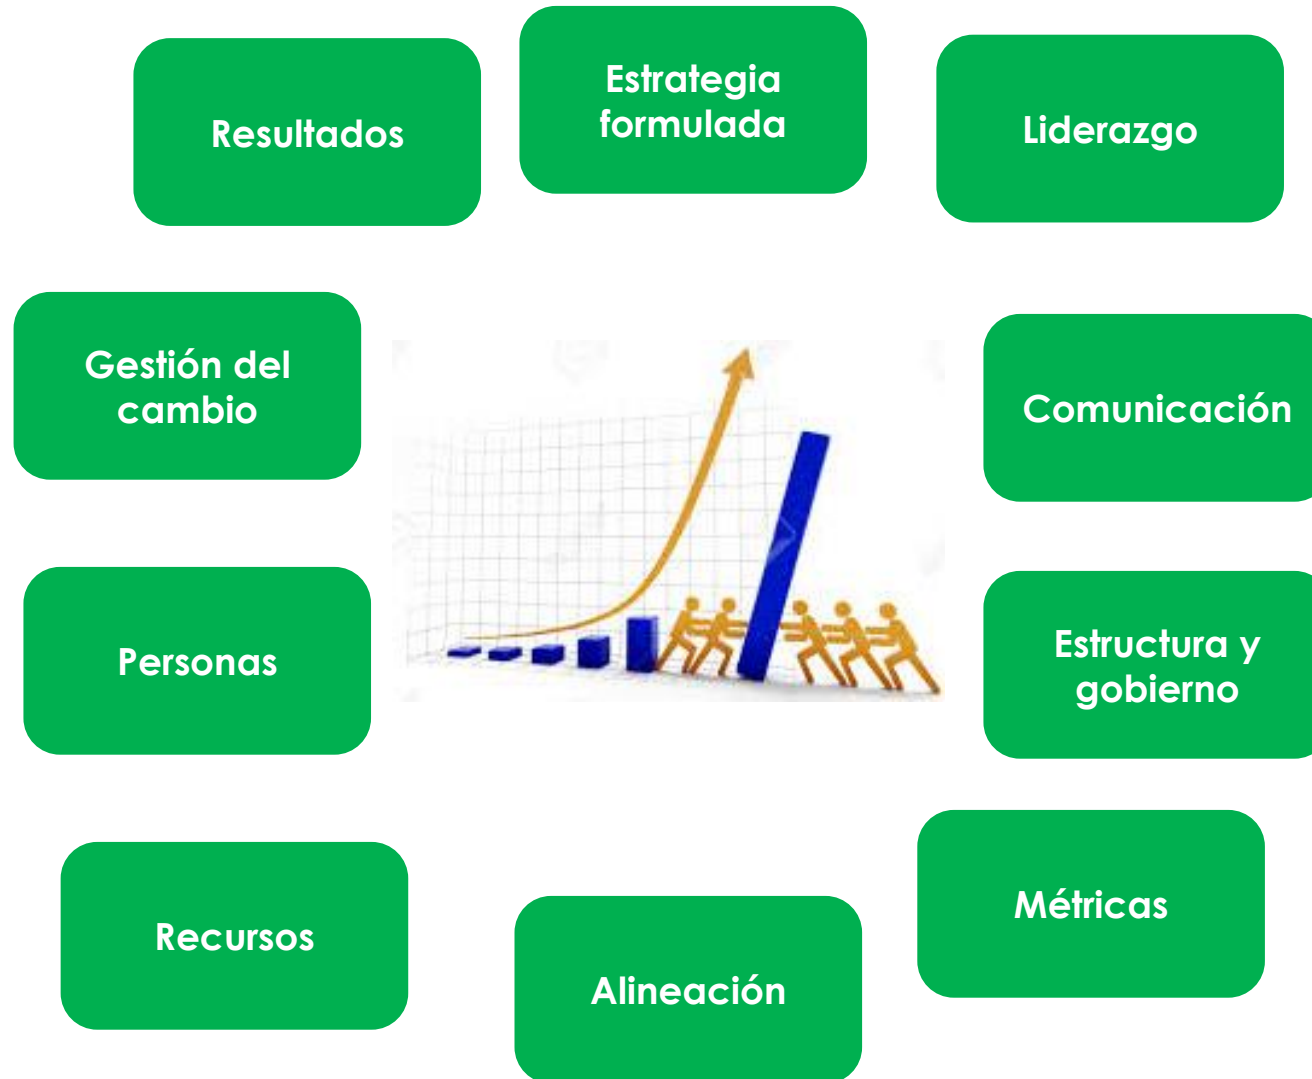 Resultados
Estrategia
formulada
Liderazgo
Gestión del
cambio
Comunicación
Personas
Estructura y
gobierno
Recursos
Alineación
Métricas